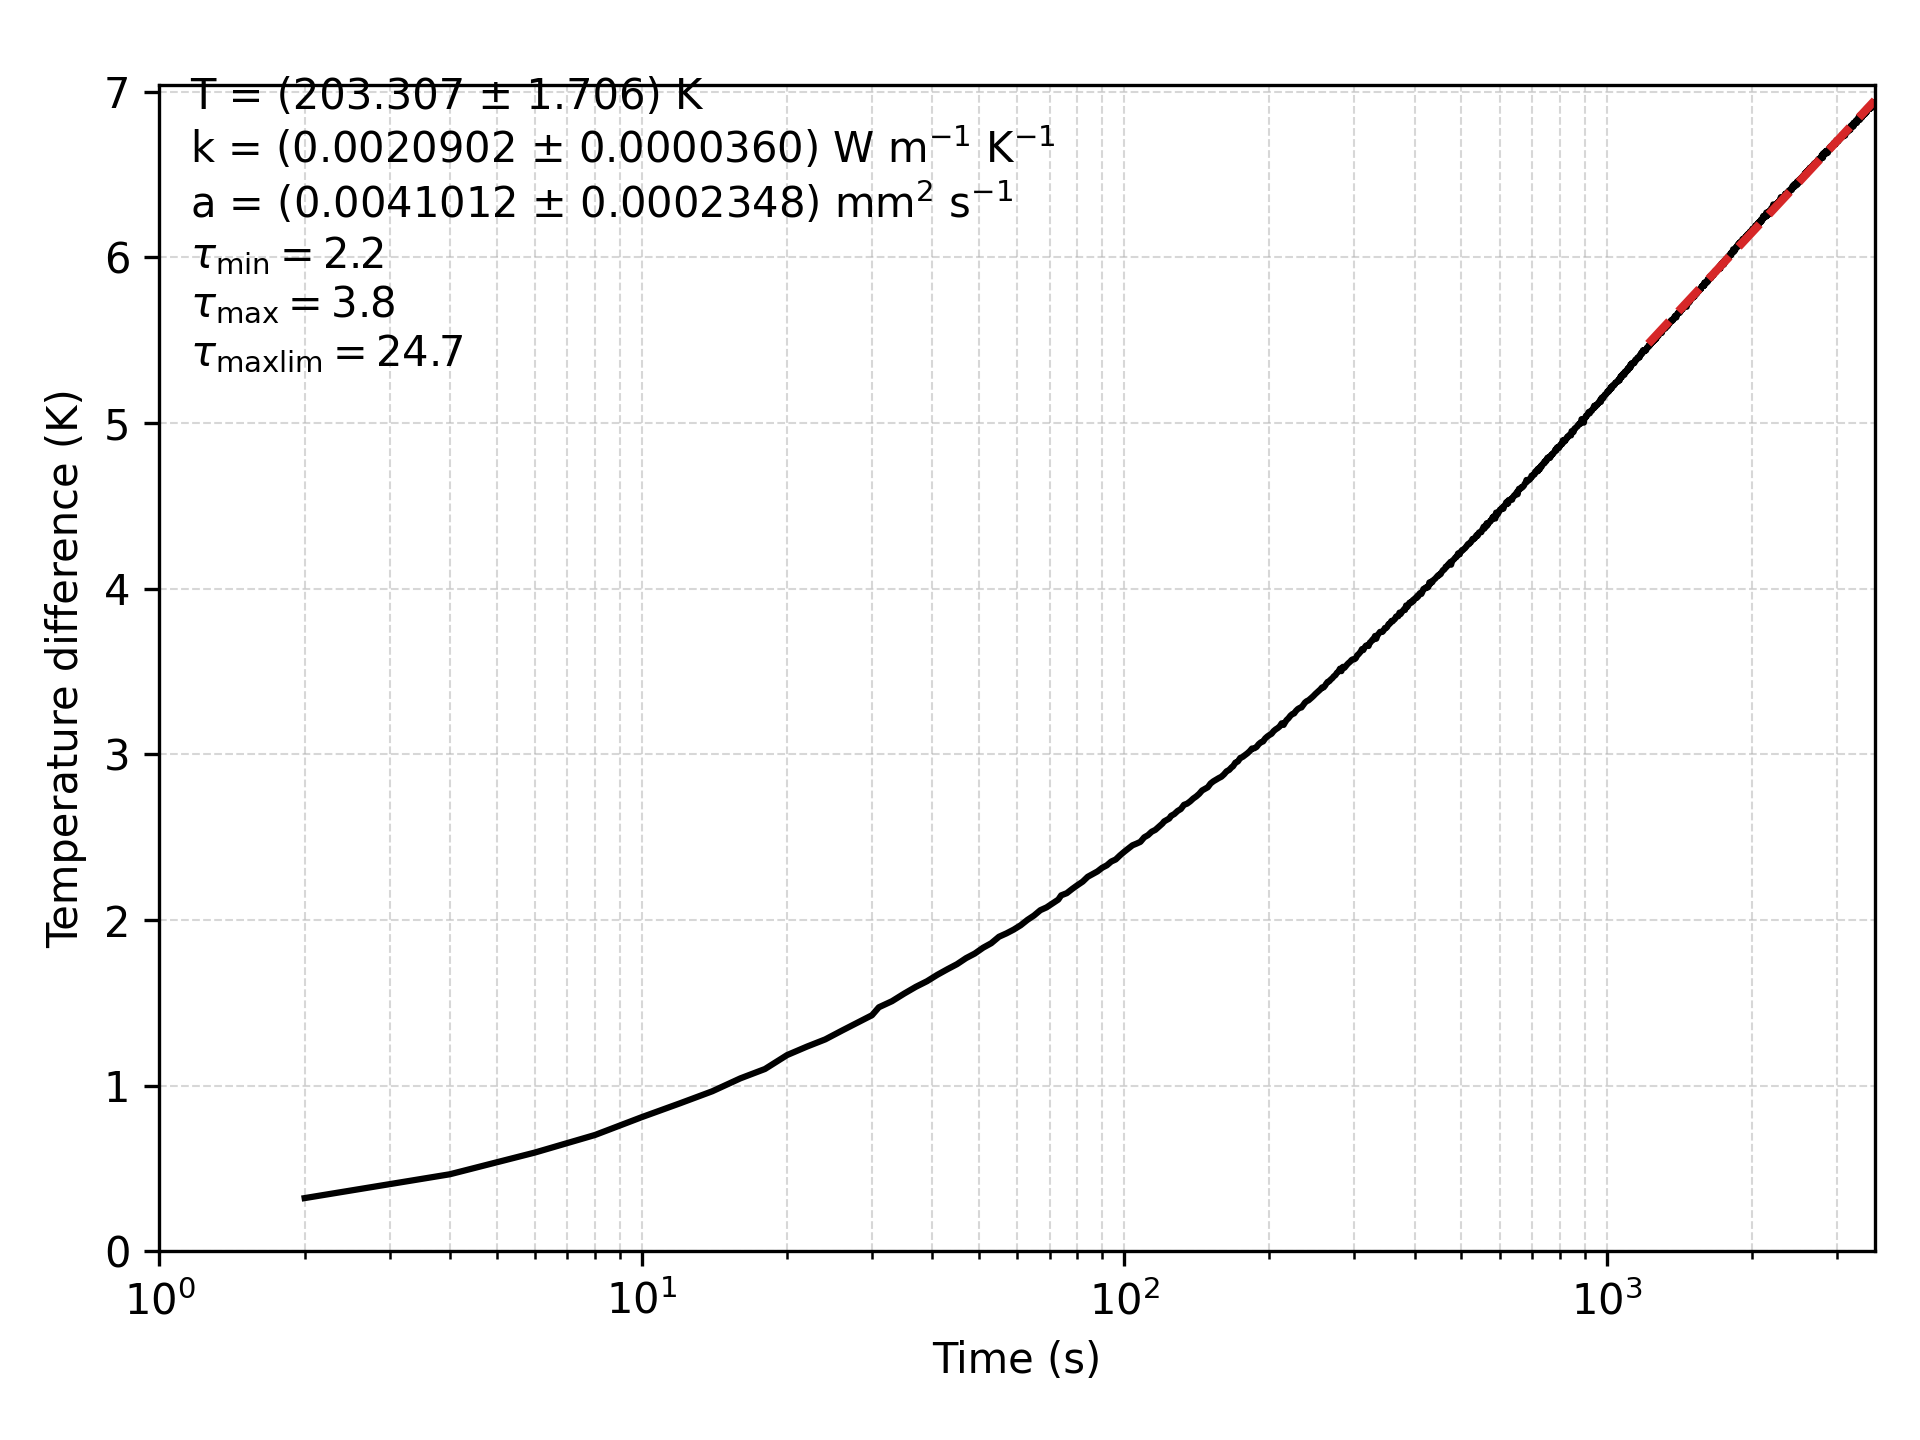 T = (203.307 ± 1.706) K
k = (0.0020902 ± 0.0000360) W m⁻¹ K⁻¹
a = (0.0041012 ± 0.0002348) mm² s⁻¹
τmin = 2.2
τmax = 3.8
τmaxlim = 24.7
7
6
5
4
3
2
1
0
Temperature difference (K)
10⁰ 10¹ 10² 10³
Time (s)